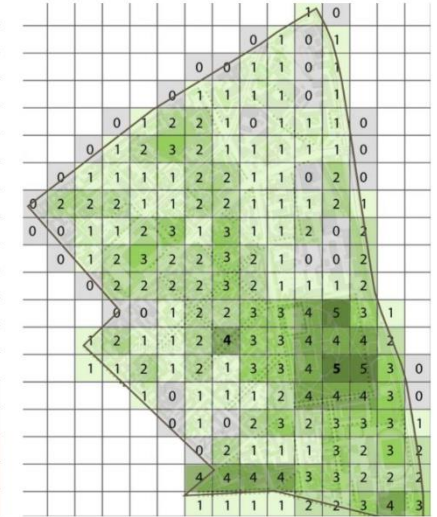 1 0
0 1 0 1
0 0 1 1 0 1
0 1 1 1 1 0 1
0 1 2 2 1 0 1 1 1 0
0 1 2 3 2 1 1 1 1 1 0
0 1 1 1 1 2 2 1 1 0 2 0
0 2 2 2 1 1 2 2 1 1 1 2 1
0 0 1 1 2 3 1 3 1 1 2 0 2
0 1 2 3 2 2 3 2 1 0 0 2
0 2 2 2 2 3 2 1 1 1 2
0 0 1 2 2 3 3 4 5 3 1
1 2 1 1 2 4 3 3 4 4 4 2
1 1 2 1 2 1 3 3 4 5 5 3 0
1 0 1 1 1 2 4 4 4 3 0
0 1 0 2 3 2 3 3 3 1
0 2 1 1 1 3 2 3 2
4 4 4 4 3 3 2 2 2
1 1 1 1 2 2 3 4 3